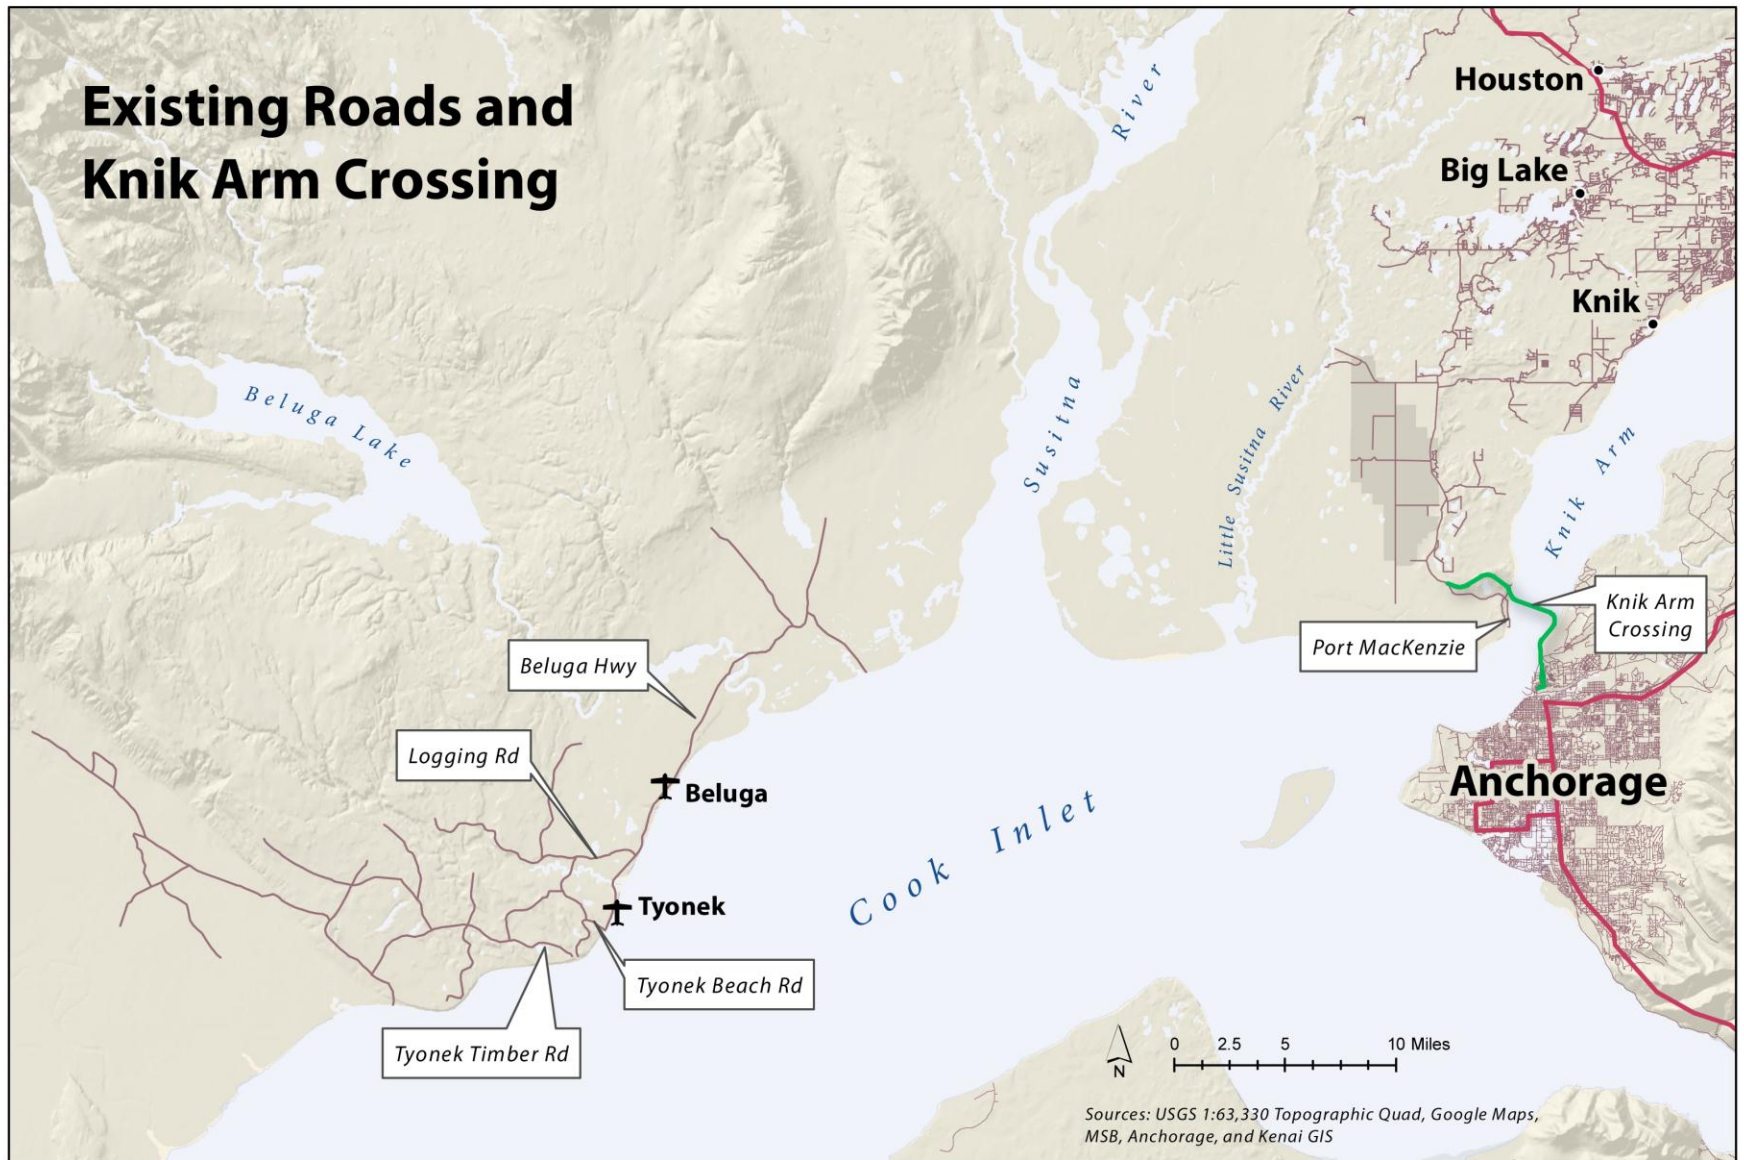 Existing Roads and
Knik Arm Crossing
River
Houston
Big Lake
Knik
Beluga Lake
Susitna
Little Susitna River
Knik Arm
Knik Arm
Crossing
Port MacKenzie
Beluga Hwy
Logging Rd
Beluga
Anchorage
Cook Inlet
Tyonek
Tyonek Beach Rd
Tyonek Timber Rd
N
0 2.5 5 10 Miles
Sources: USGS 1:63,330 Topographic Quad, Google Maps,
MSB, Anchorage, and Kenai GIS